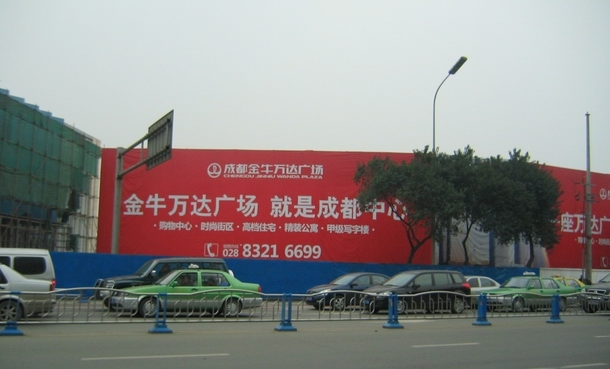 成都金牛万达广场
CHENGDU JINNIU WANDA PLAZA
金牛万达广场 就是成都中心
·购物中心·时尚街区·高档住宅·精装公寓·甲级写字楼·
028 8321 6699
座万达广